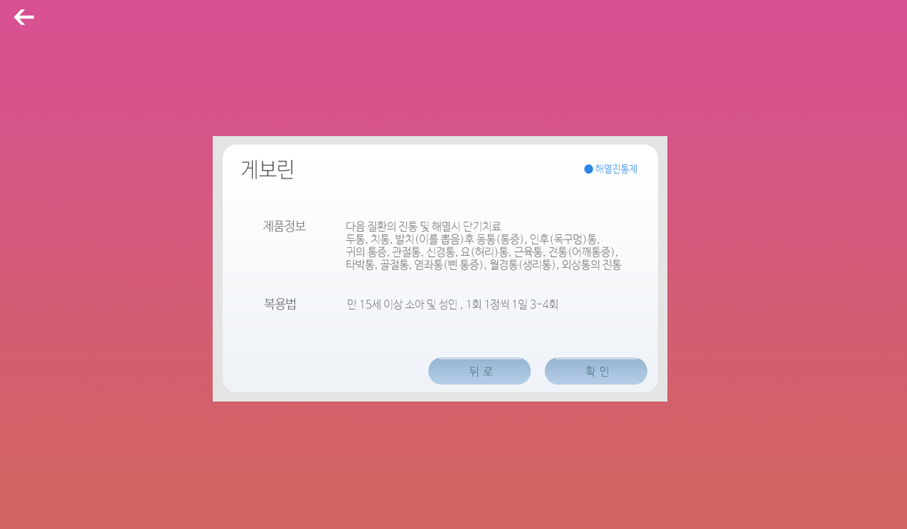 게보린
해열진통제
제품정보
다음 질환의 진통 및 해열시 단기치료
두통, 치통, 발치(이를 뽑음)후 동통(통증), 인후(목구멍)통,
귀의 통증, 관절통, 신경통, 요(허리)통, 근육통, 견통(어깨통증),
타박통, 골절통, 염좌통(삔 통증), 월경통(생리통), 외상통의 진통
복용법
만 15세 이상 소아 및 성인 , 1회 1정씩 1일 3-4회
뒤 로
확 인